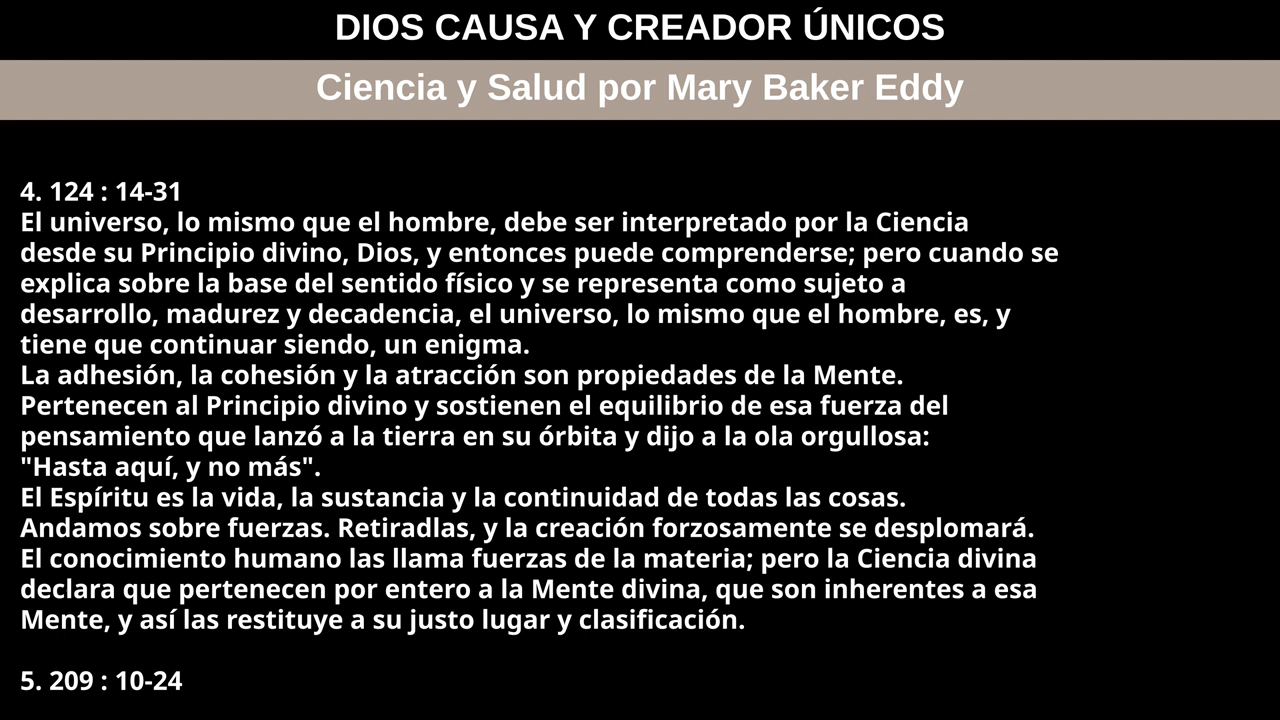 DIOS CAUSA Y CREADOR ÚNICOS
Ciencia y Salud por Mary Baker Eddy
4. 124 : 14-31
El universo, lo mismo que el hombre, debe ser interpretado por la Ciencia
desde su Principio divino, Dios, y entonces puede comprenderse; pero cuando se
explica sobre la base del sentido físico y se representa como sujeto a
desarrollo, madurez y decadencia, el universo, lo mismo que el hombre, es, y
tiene que continuar siendo, un enigma.
La adhesión, la cohesión y la atracción son propiedades de la Mente.
Pertenecen al Principio divino y sostienen el equilibrio de esa fuerza del
pensamiento que lanzó a la tierra en su órbita y dijo a la ola orgullosa:
"Hasta aquí, y no más".
El Espíritu es la vida, la sustancia y la continuidad de todas las cosas.
Andamos sobre fuerzas. Retiradlas, y la creación forzosamente se desplomará.
El conocimiento humano las llama fuerzas de la materia; pero la Ciencia divina
declara que pertenecen por entero a la Mente divina, que son inherentes a esa
Mente, y así las restituye a su justo lugar y clasificación.
5. 209 : 10-24